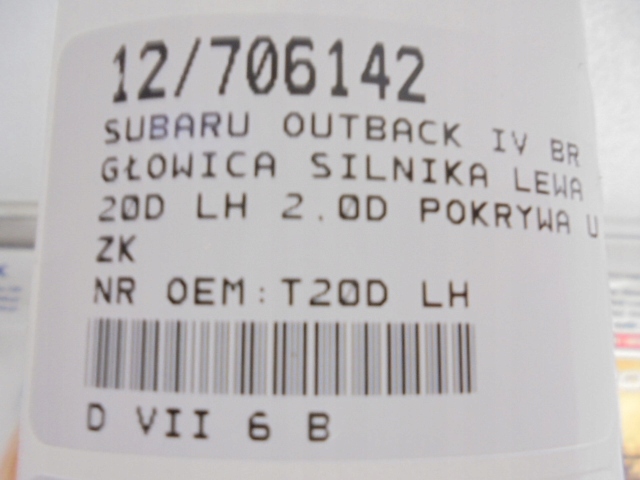 12/706142
SUBARU OUTBACK IV BR
GŁOWICA SILNIKA LEWA
20D LH 2.0D POKRYWA U
ZK
NR OEM:T20D LH
D VII 6 B